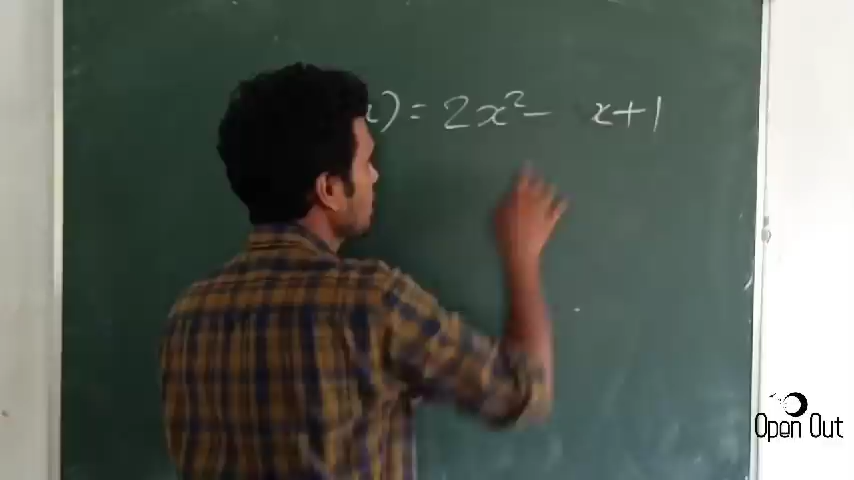 x) = 2x² - x + 1
Open Out